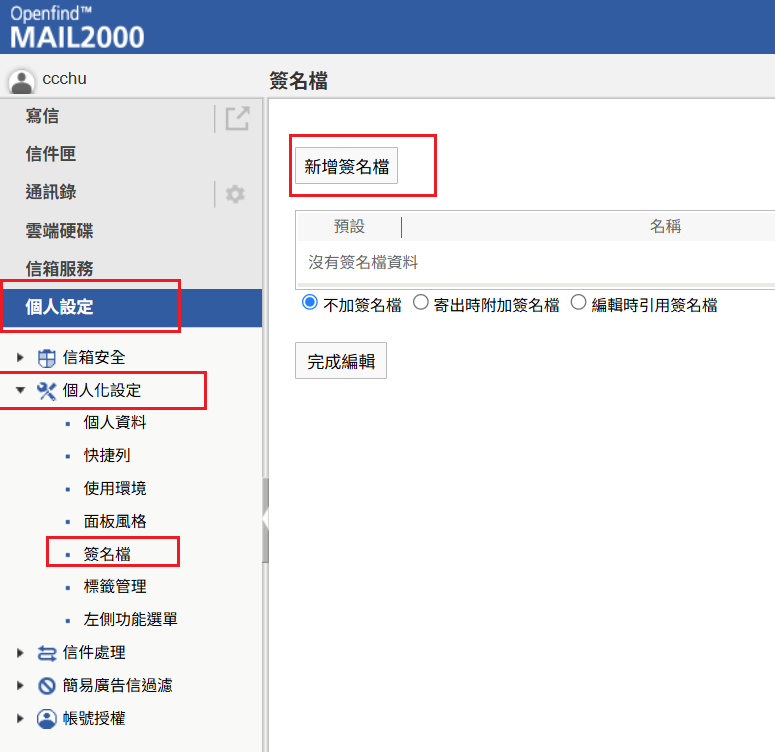 Openfind™
MAIL2000
ccchu
簽名檔
寫信
信件匣
通訊錄
雲端硬碟
信箱服務
個人設定
信箱安全
個人化設定
個人資料
快捷列
使用環境
面板風格
簽名檔
標籤管理
左側功能選單
信件處理
簡易廣告信過濾
帳號授權
新增簽名檔
預設 名稱
沒有簽名檔資料
不加簽名檔 寄出時附加簽名檔 編輯時引用簽名檔
完成編輯